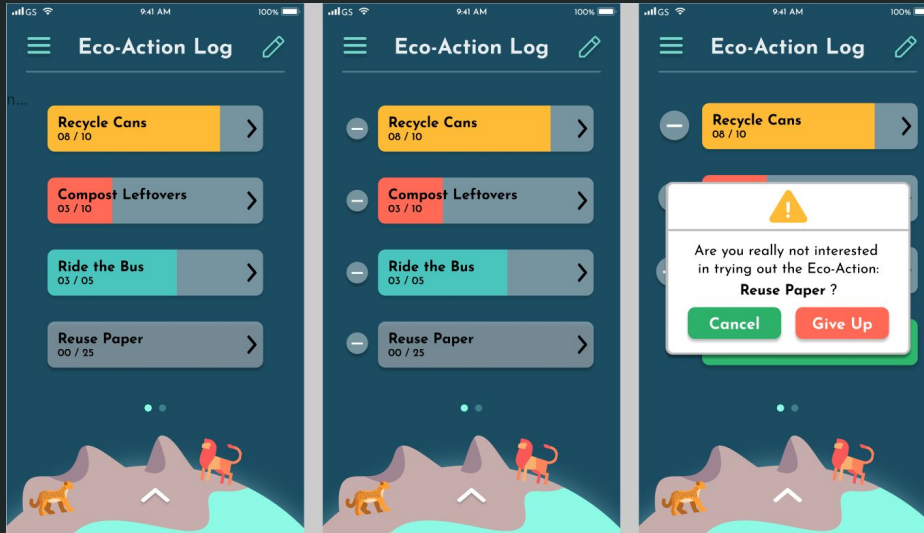 GS 9:41 AM 100%
Eco-Action Log
n...
Recycle Cans
08 / 10
Compost Leftovers
03 / 10
Ride the Bus
03 / 05
Reuse Paper
00 / 25
GS 9:41 AM 100%
Eco-Action Log
Recycle Cans
08 / 10
Compost Leftovers
03 / 10
Ride the Bus
03 / 05
Reuse Paper
00 / 25
GS 9:41 AM 100%
Eco-Action Log
Recycle Cans
08 / 10
Are you really not interested
in trying out the Eco-Action:
Reuse Paper ?
Cancel Give Up